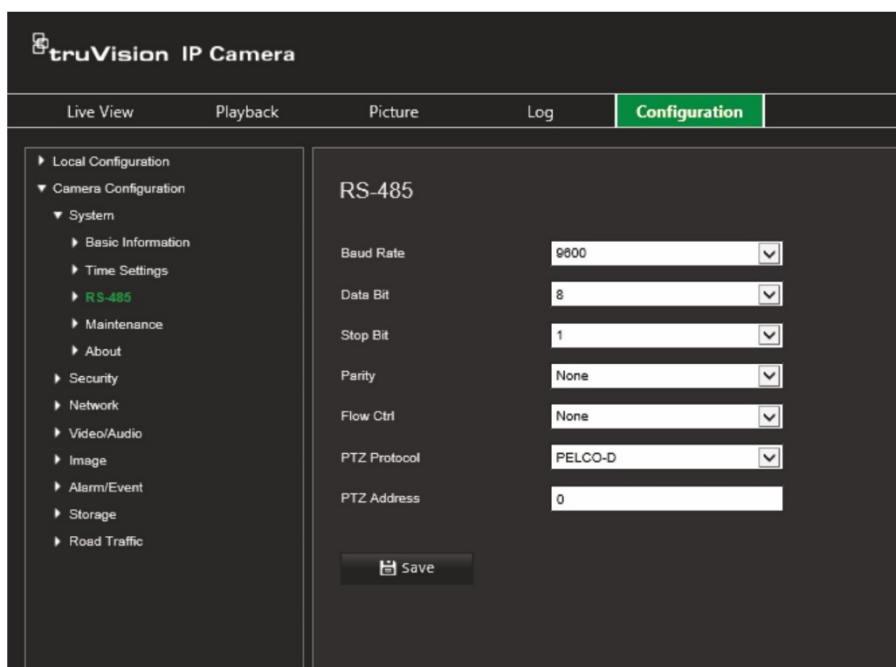 truVision IP Camera
Live View Playback Picture Log Configuration
Local Configuration
Camera Configuration
System
Basic Information
Time Settings
RS-485
Maintenance
About
Security
Network
Video/Audio
Image
Alarm/Event
Storage
Road Traffic
RS-485
Baud Rate 9600
Data Bit 8
Stop Bit 1
Parity None
Flow Ctrl None
PTZ Protocol PELCO-D
PTZ Address 0
Save